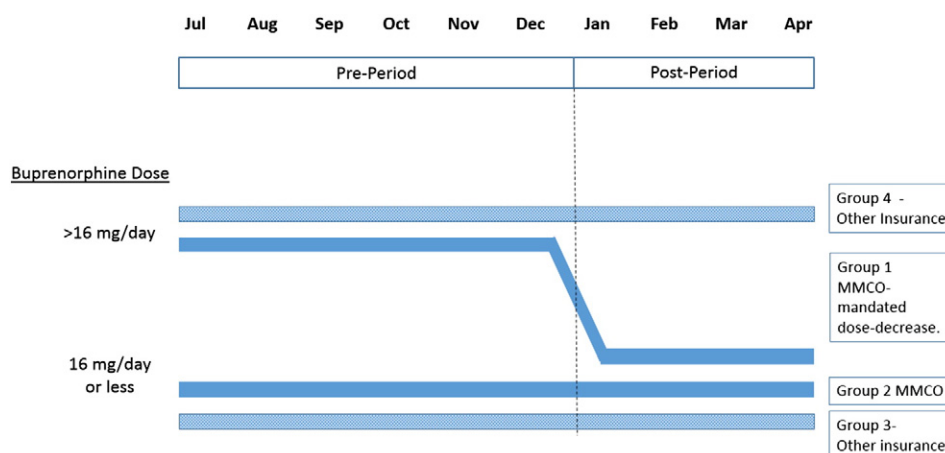 Jul Aug Sep Oct Nov Dec Jan Feb Mar Apr
Pre-Period Post-Period
Buprenorphine Dose
>16 mg/day
16 mg/day
or less
Group 4 -
Other Insurance
Group 1
MMCO-
mandated
dose-decrease.
Group 2 MMCO
Group 3-
Other insurance